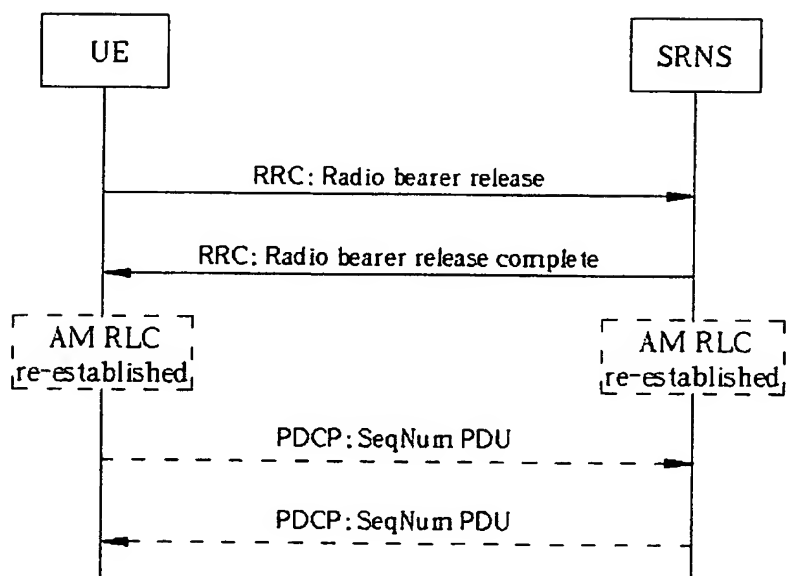 UE
SRNS
RRC: Radio bearer release
RRC: Radio bearer release complete
AM RLC
re-established
AM RLC
re-established
PDCP: SeqNum PDU
PDCP: SeqNum PDU